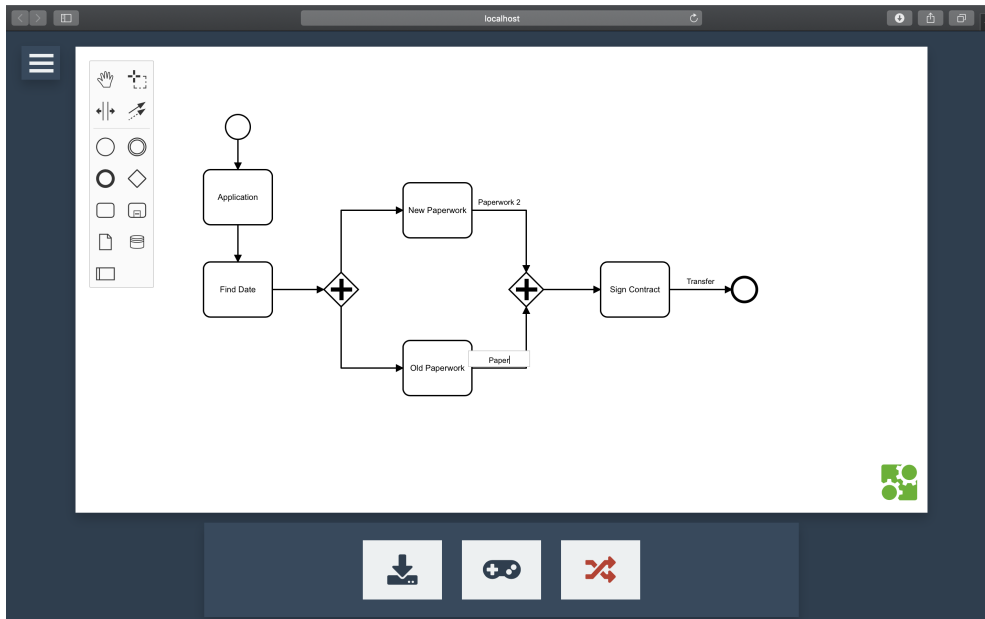 localhost
Application
New Paperwork
Paperwork 2
Find Date
Sign Contract
Transfer
Old Paperwork
Paper